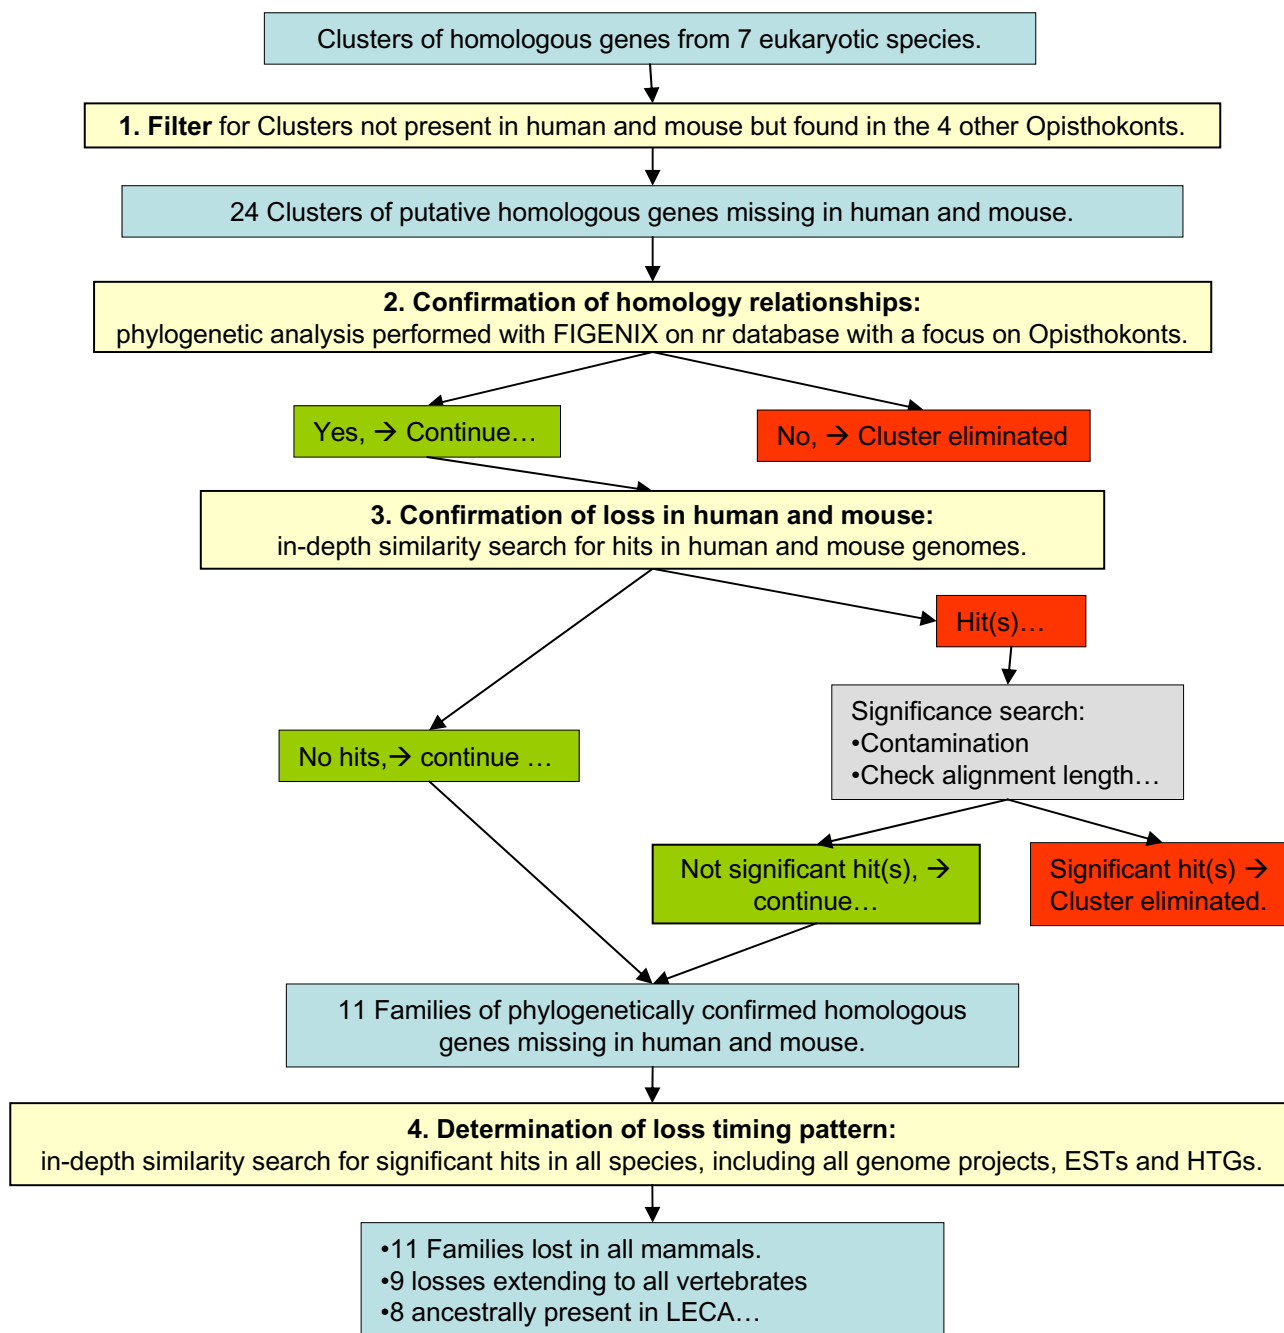 Clusters of homologous genes from 7 eukaryotic species.
1. Filter for Clusters not present in human and mouse but found in the 4 other Opisthokonts.
24 Clusters of putative homologous genes missing in human and mouse.
2. Confirmation of homology relationships:
phylogenetic analysis performed with FIGENIX on nr database with a focus on Opisthokonts.
Yes, → Continue…
No, → Cluster eliminated
3. Confirmation of loss in human and mouse:
in-depth similarity search for hits in human and mouse genomes.
Hit(s)…
Significance search:
•Contamination
•Check alignment length…
No hits,→ continue …
Not significant hit(s), →
continue…
Significant hit(s) →
Cluster eliminated.
11 Families of phylogenetically confirmed homologous
genes missing in human and mouse.
4. Determination of loss timing pattern:
in-depth similarity search for significant hits in all species, including all genome projects, ESTs and HTGs.
•11 Families lost in all mammals.
•9 losses extending to all vertebrates
•8 ancestrally present in LECA…